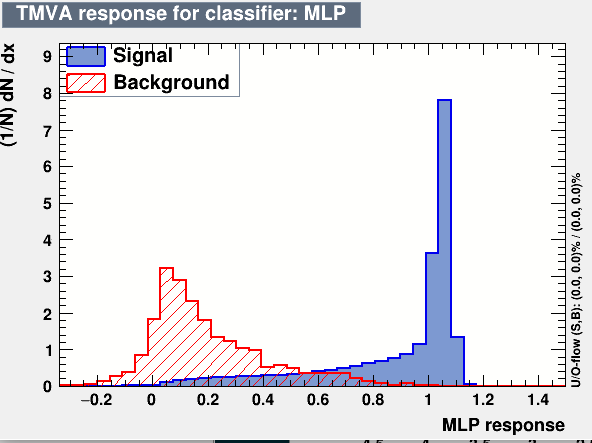 TMVA response for classifier: MLP
(1/N) dN / dx
Signal
Background
9
8
7
6
5
4
3
2
1
0
−0.2 0 0.2 0.4 0.6 0.8 1 1.2 1.4
MLP response
U/O-flow (S,B): (0.0, 0.0)% / (0.0, 0.0)%